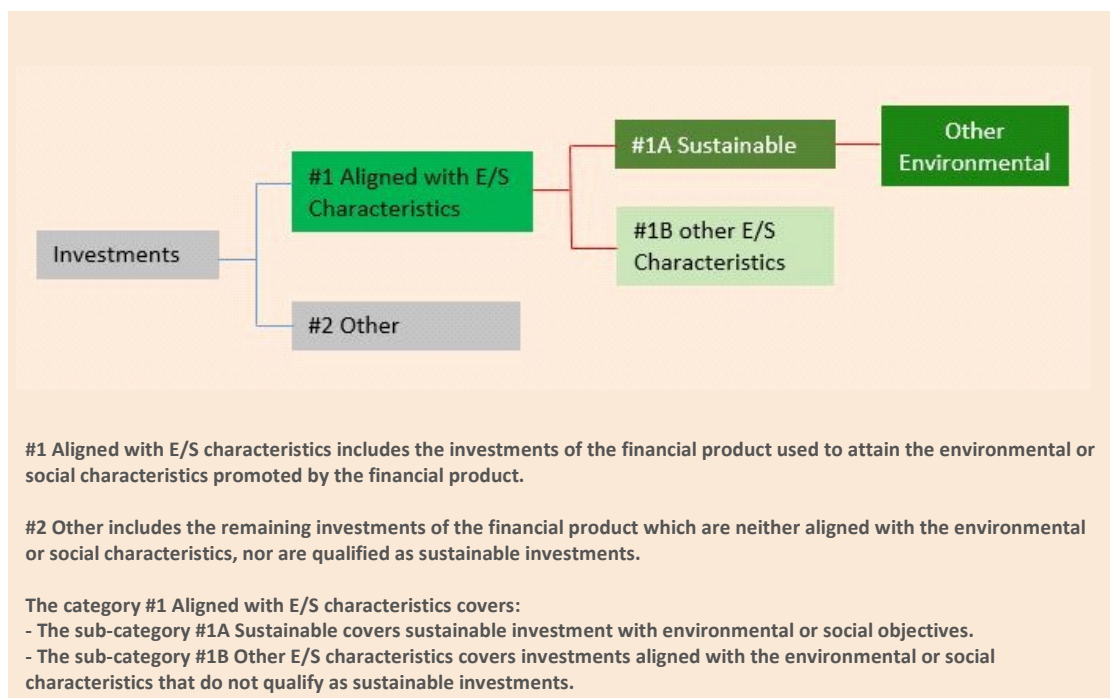 Investments
#1 Aligned with E/S
Characteristics
#2 Other
#1A Sustainable
#1B other E/S
Characteristics
Other
Environmental
#1 Aligned with E/S characteristics includes the investments of the financial product used to attain the environmental or
social characteristics promoted by the financial product.
#2 Other includes the remaining investments of the financial product which are neither aligned with the environmental
or social characteristics, nor are qualified as sustainable investments.
The category #1 Aligned with E/S characteristics covers:
- The sub-category #1A Sustainable covers sustainable investment with environmental or social objectives.
- The sub-category #1B Other E/S characteristics covers investments aligned with the environmental or social
characteristics that do not qualify as sustainable investments.